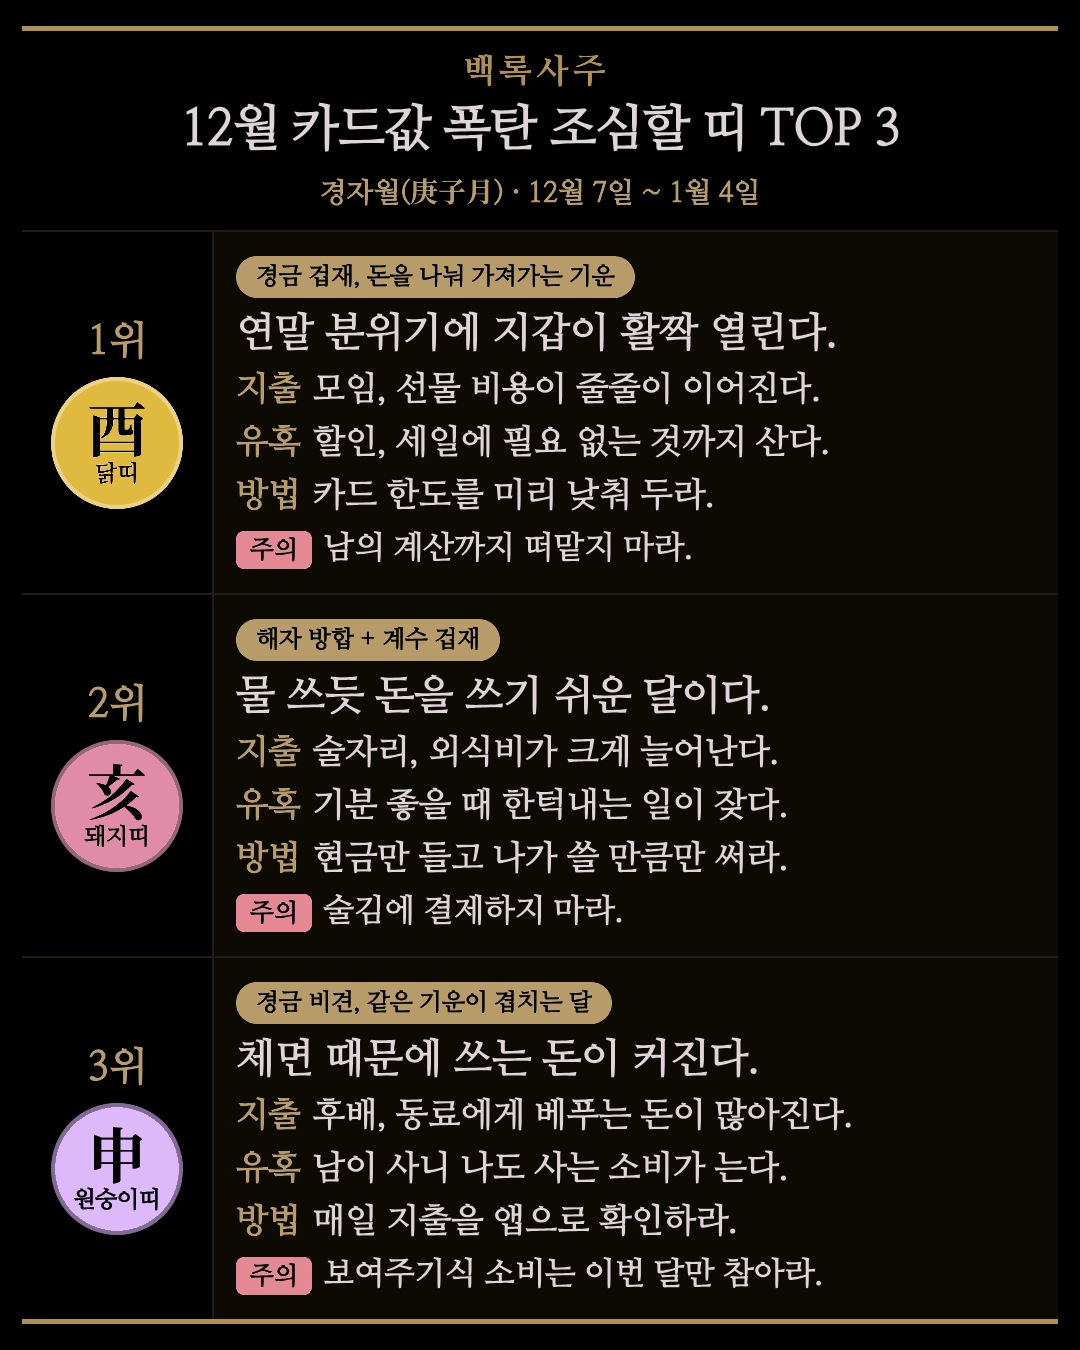 백록사주
12월 카드값 폭탄 조심할 띠 TOP 3
경자월(庚子月) · 12월 7일 ~ 1월 4일
1위
酉
닭띠
경금 겁재, 돈을 나눠 가져가는 기운
연말 분위기에 지갑이 활짝 열린다.
지출 모임, 선물 비용이 줄줄이 이어진다.
유혹 할인, 세일에 필요 없는 것까지 산다.
방법 카드 한도를 미리 낮춰 두라.
주의 남의 계산까지 떠맡지 마라.
2위
亥
돼지띠
해자 방합 + 계수 겁재
물 쓰듯 돈을 쓰기 쉬운 달이다.
지출 술자리, 외식비가 크게 늘어난다.
유혹 기분 좋을 때 한턱내는 일이 잦다.
방법 현금만 들고 나가 쓸 만큼만 써라.
주의 술김에 결제하지 마라.
3위
申
원숭이띠
경금 비견, 같은 기운이 겹치는 달
체면 때문에 쓰는 돈이 커진다.
지출 후배, 동료에게 베푸는 돈이 많아진다.
유혹 남이 사니 나도 사는 소비가 는다.
방법 매일 지출을 앱으로 확인하라.
주의 보여주기식 소비는 이번 달만 참아라.